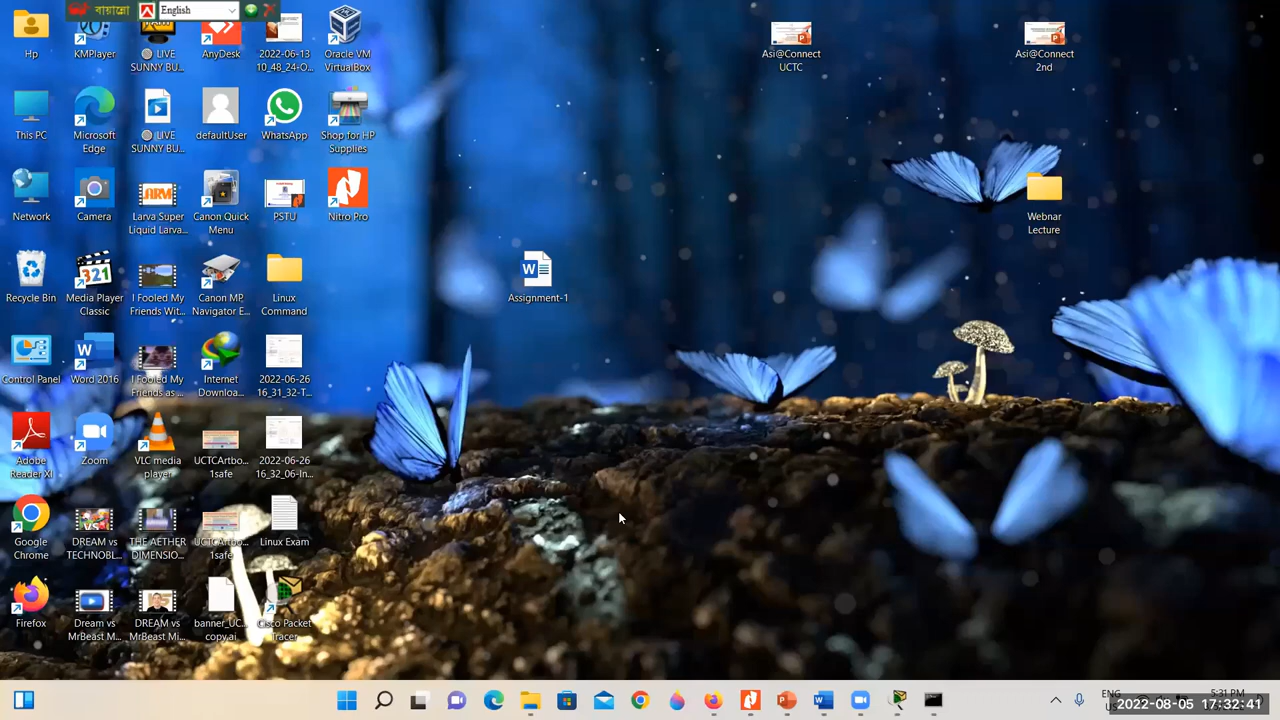 বায়ান্নো
English
Hp
KMPlayer
LIVE
SUNNY BU...
AnyDesk
2022-06-13
10_48_24-O...
Oracle VM
VirtualBox
Asi@Connect
UCTC
Asi@Connect
2nd
This PC
Microsoft
Edge
LIVE
SUNNY BU...
defaultUser
WhatsApp
Shop for HP
Supplies
Network
Camera
Larva Super
Liquid Larva...
Canon Quick
Menu
PSTU
Nitro Pro
Webnar
Lecture
Recycle Bin
Media Player
Classic
I Fooled My
Friends Wit...
Canon MP
Navigator E...
Linux
Command
Assignment-1
Control Panel
Word 2016
I Fooled My
Friends as ...
Internet
Downloa...
2022-06-26
16_31_32-T...
Adobe
Reader XI
Zoom
VLC media
player
UCTCArtbo...
1safe
2022-06-26
16_32_06-In...
Google
Chrome
DREAM vs
TECHNOBL...
THE AETHER
DIMENSIO...
UCTCArtbo...
1safe
Linux Exam
Firefox
Dream vs
MrBeast M...
DREAM vs
MrBeast Mi...
banner_UC...
copy.ai
Cisco Packet
Tracer
ENG
US
5:31 PM
2022-08-05 17:32:41